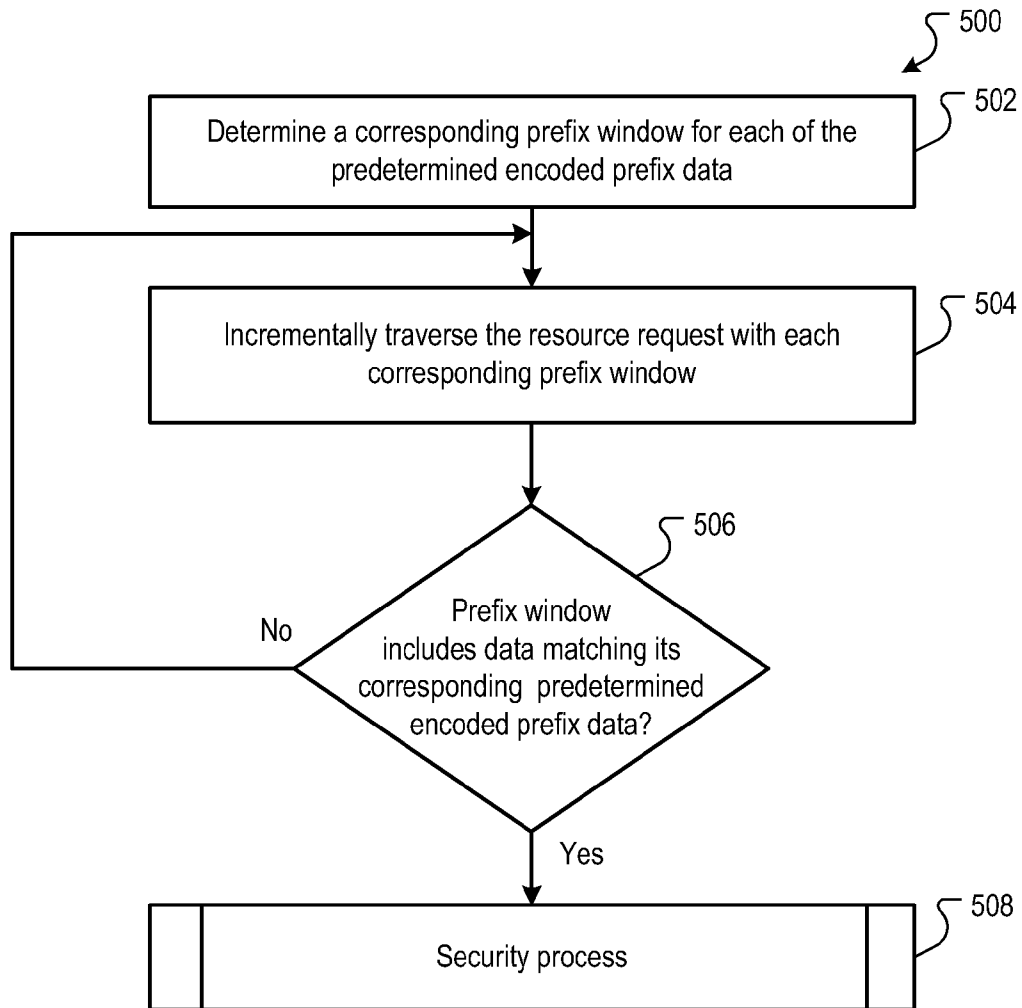 500
502
Determine a corresponding prefix window for each of the
predetermined encoded prefix data
504
Incrementally traverse the resource request with each
corresponding prefix window
506
No
Prefix window
includes data matching its
corresponding predetermined
encoded prefix data?
Yes
508
Security process